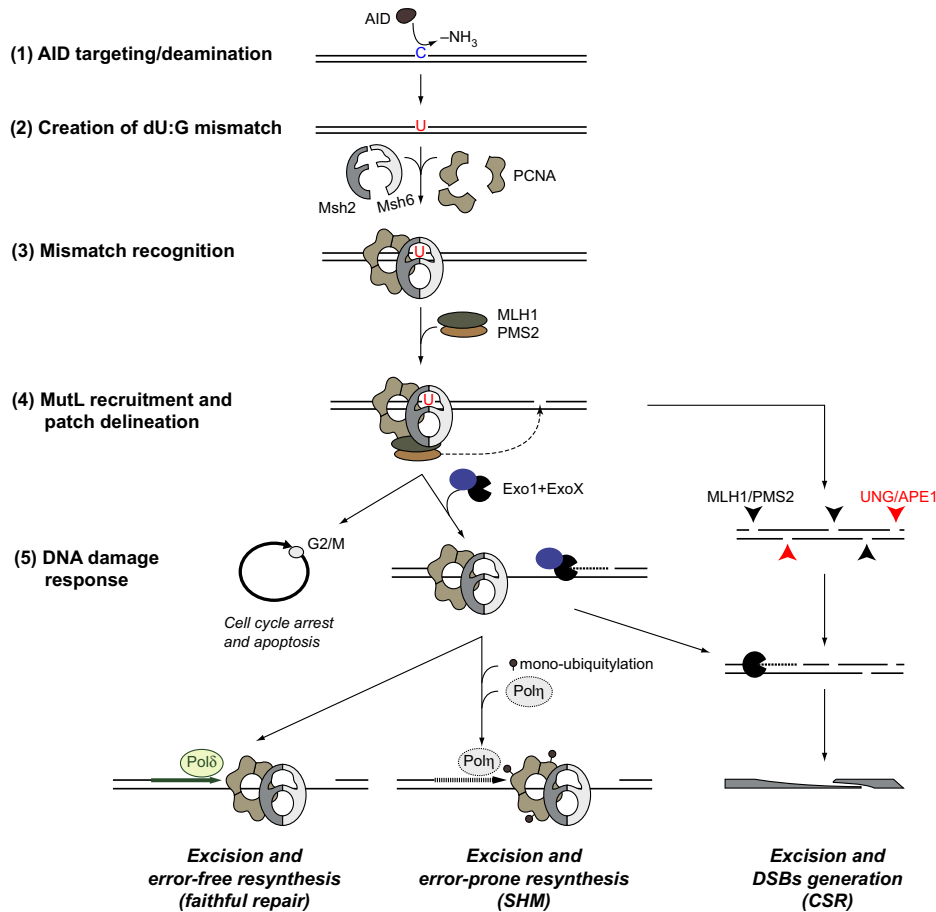 AID
–NH3
(1) AID targeting/deamination
C
(2) Creation of dU:G mismatch
U
PCNA
Msh2
Msh6
(3) Mismatch recognition
U
MLH1
PMS2
(4) MutL recruitment and
patch delineation
U
Exo1+ExoX
MLH1/PMS2
UNG/APE1
G2/M
(5) DNA damage
response
Cell cycle arrest
and apoptosis
mono-ubiquitylation
Polη
Polδ
Polη
Excision and
error-free resynthesis
(faithful repair)
Excision and
error-prone resynthesis
(SHM)
Excision and
DSBs generation
(CSR)